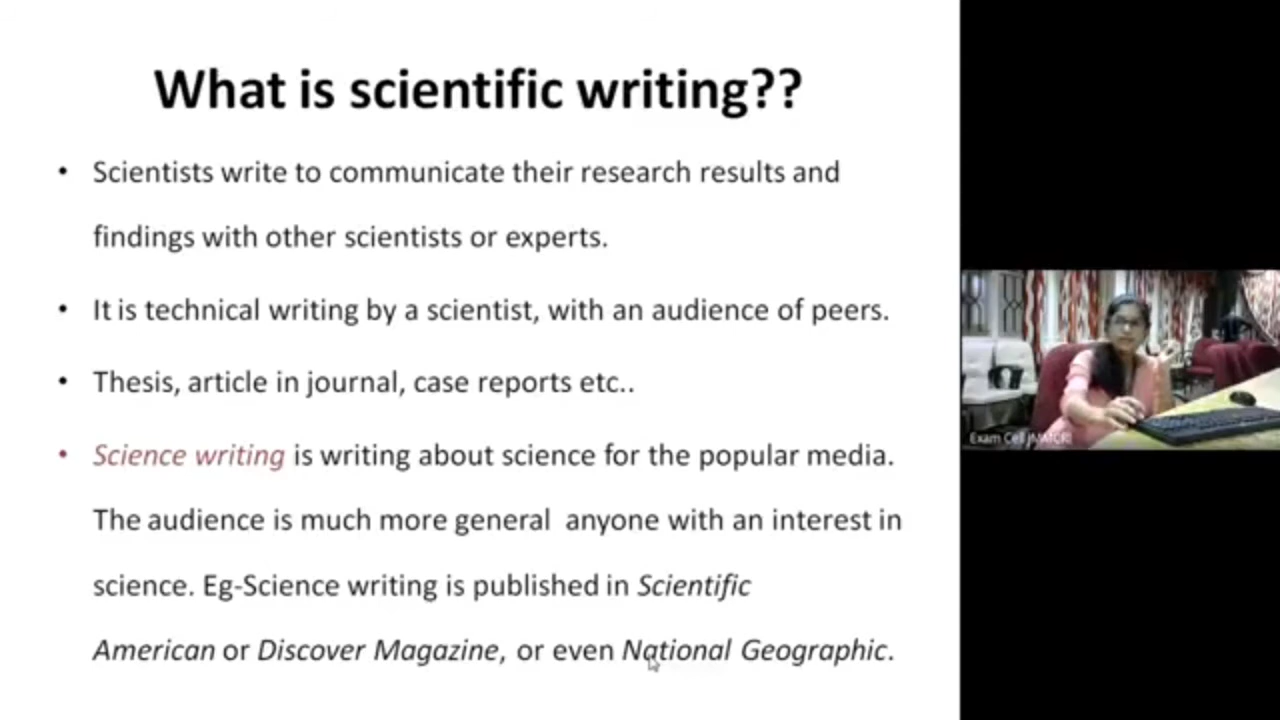 What is scientific writing??
• Scientists write to communicate their research results and
findings with other scientists or experts.
• It is technical writing by a scientist, with an audience of peers.
• Thesis, article in journal, case reports etc..
• Science writing is writing about science for the popular media.
The audience is much more general anyone with an interest in
science. Eg-Science writing is published in Scientific
American or Discover Magazine, or even National Geographic.
Exam Cell